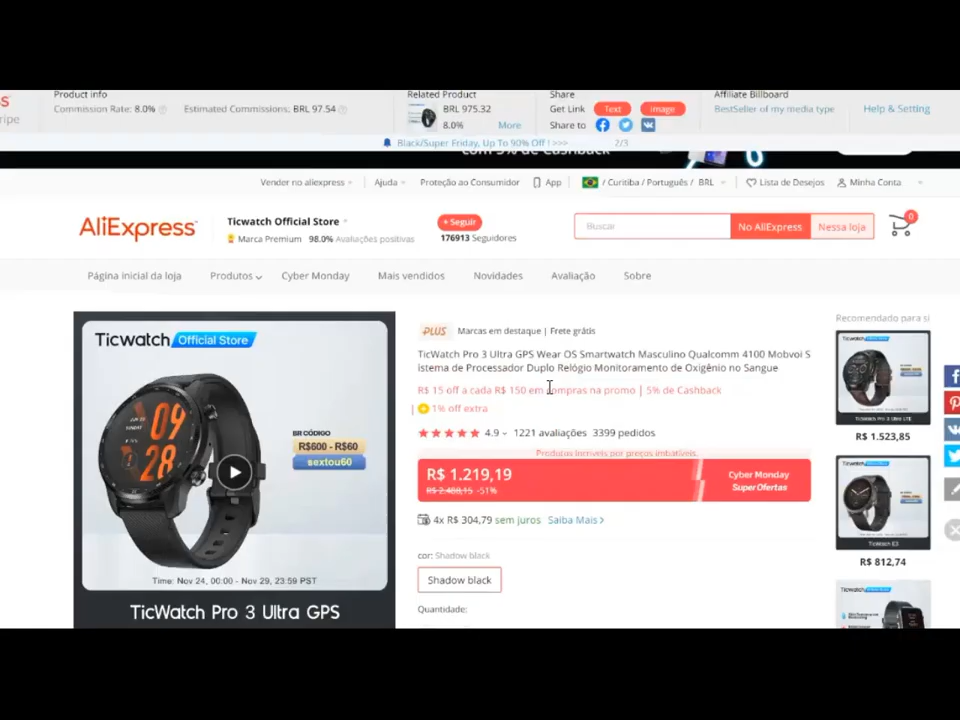 Product info
Commission Rate: 8.0%
Estimated Commissions: BRL 97.54
Related Product
BRL 975.32
8.0%
More
Share
Get Link
Text
Image
Share to
Affiliate Billboard
BestSeller of my media type
Help & Setting
Black/Super Friday, Up To 90% Off ! >>>
2/3
Vender no aliexpress
Ajuda
Proteção ao Consumidor
App
/ Curitiba / Português / BRL
Lista de Desejos
Minha Conta
AliExpress
Ticwatch Official Store
Marca Premium 98.0% Avaliações positivas
+ Seguir
176913 Seguidores
Buscar
No AliExpress
Nessa loja
0
Página inicial da loja
Produtos
Cyber Monday
Mais vendidos
Novidades
Avaliação
Sobre
Ticwatch Official Store
BR CÓDIGO
R$600 - R$60
sextou60
09
28
Time: Nov 24, 00:00 - Nov 29, 23:59 PST
TicWatch Pro 3 Ultra GPS
PLUS Marcas em destaque | Frete grátis
TicWatch Pro 3 Ultra GPS Wear OS Smartwatch Masculino Qualcomm 4100 Mobvoi S
istema de Processador Duplo Relógio Monitoramento de Oxigênio no Sangue
R$ 15 off a cada R$ 150 em compras na promo | 5% de Cashback
| 1% off extra
4.9 1221 avaliações 3399 pedidos
Produtos incríveis por preços imbatíveis.
R$ 1.219,19
R$ 2.488,15 -51%
Cyber Monday
SuperOfertas
4x R$ 304,79 sem juros Saiba Mais >
cor: Shadow black
Shadow black
Quantidade:
Recomendado para si
R$ 1.523,85
R$ 812,74